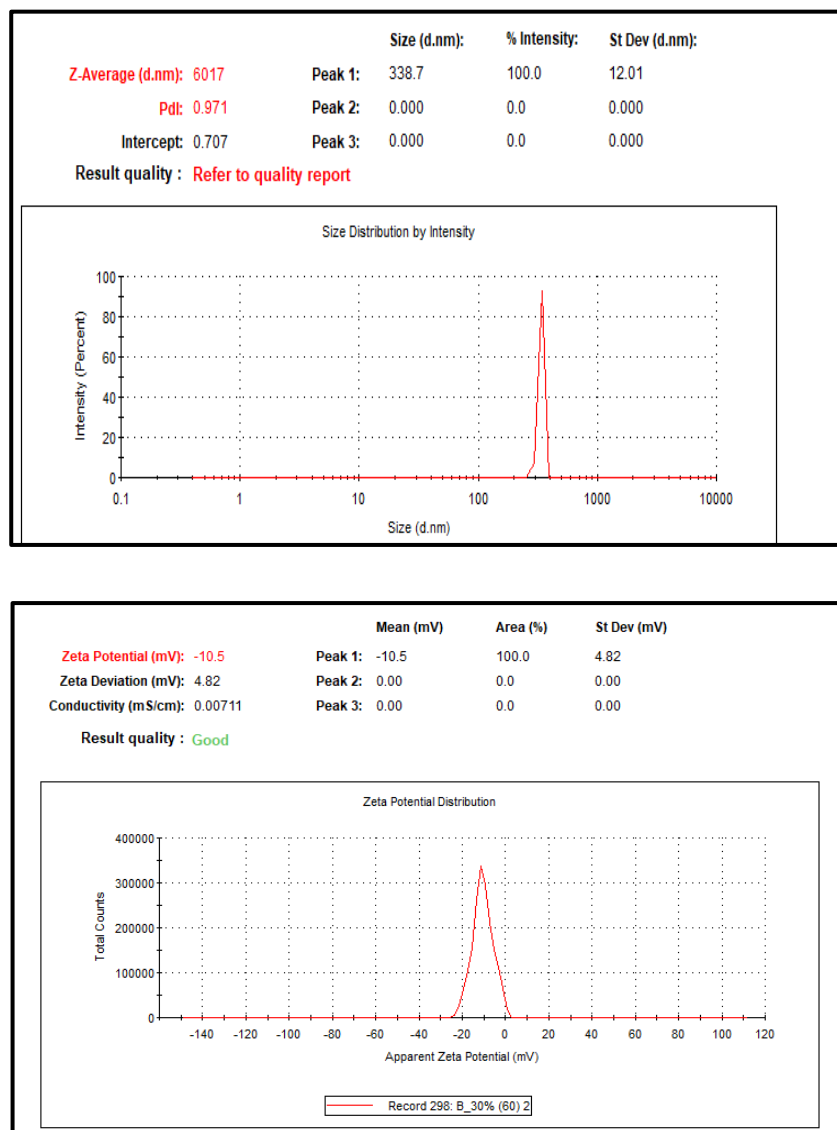 Size (d.nm): % Intensity: St Dev (d.nm):
Z-Average (d.nm): 6017 Peak 1: 338.7 100.0 12.01
PdI: 0.971 Peak 2: 0.000 0.0 0.000
Intercept: 0.707 Peak 3: 0.000 0.0 0.000
Result quality : Refer to quality report
Size Distribution by Intensity
100
80
60
40
20
0
Intensity (Percent)
0.1 1 10 100 1000 10000
Size (d.nm)
Mean (mV) Area (%) St Dev (mV)
Zeta Potential (mV): -10.5 Peak 1: -10.5 100.0 4.82
Zeta Deviation (mV): 4.82 Peak 2: 0.00 0.0 0.00
Conductivity (mS/cm): 0.00711 Peak 3: 0.00 0.0 0.00
Result quality : Good
Zeta Potential Distribution
400000
300000
200000
100000
0
Total Counts
-140 -120 -100 -80 -60 -40 -20 0 20 40 60 80 100 120
Apparent Zeta Potential (mV)
Record 298: B_30% (60) 2